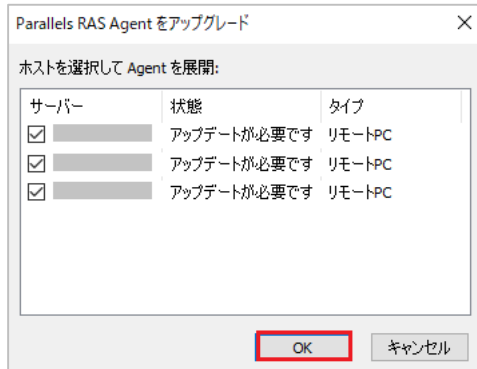 Parallels RAS Agent をアップグレード
ホストを選択して Agent を展開:
サーバー 状態 タイプ
アップデートが必要です リモートPC
アップデートが必要です リモートPC
アップデートが必要です リモートPC
OK キャンセル